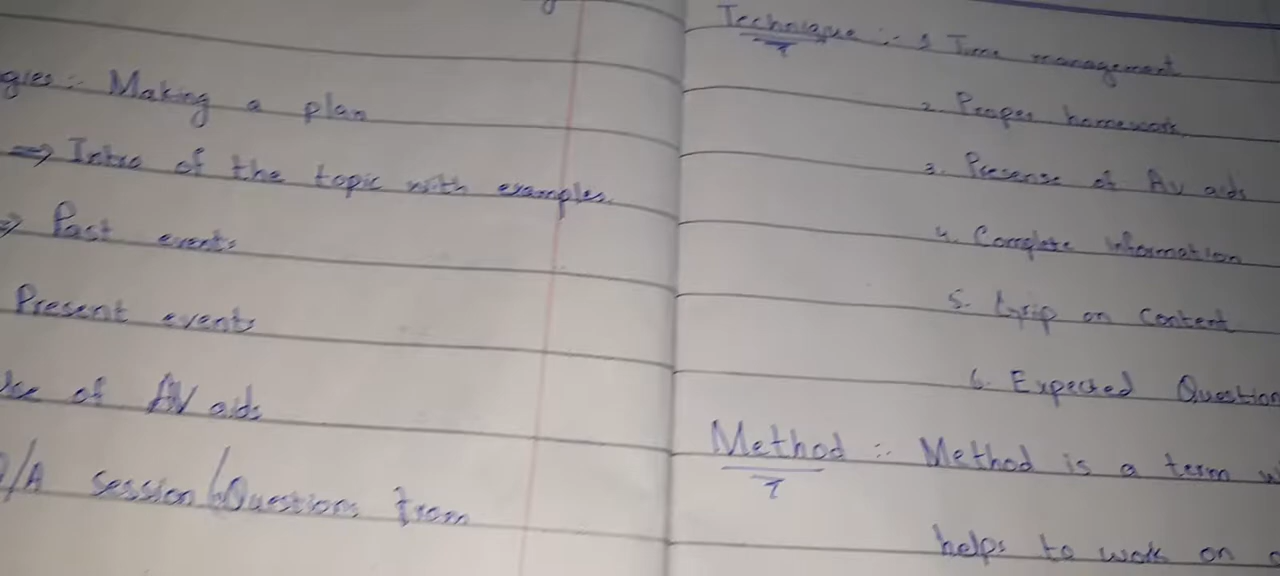 gies :- Making a plan
⇒ Intro of the topic with examples.
⇒ Past events
Present events
Use of AV aids
Q/A session/Questions from
Technique :- 1 Time management
2. Proper homework
3. Presense of AV aids
4. Complete information
5. Grip on content
6. Expected Question
Method :- Method is a term
helps to work on